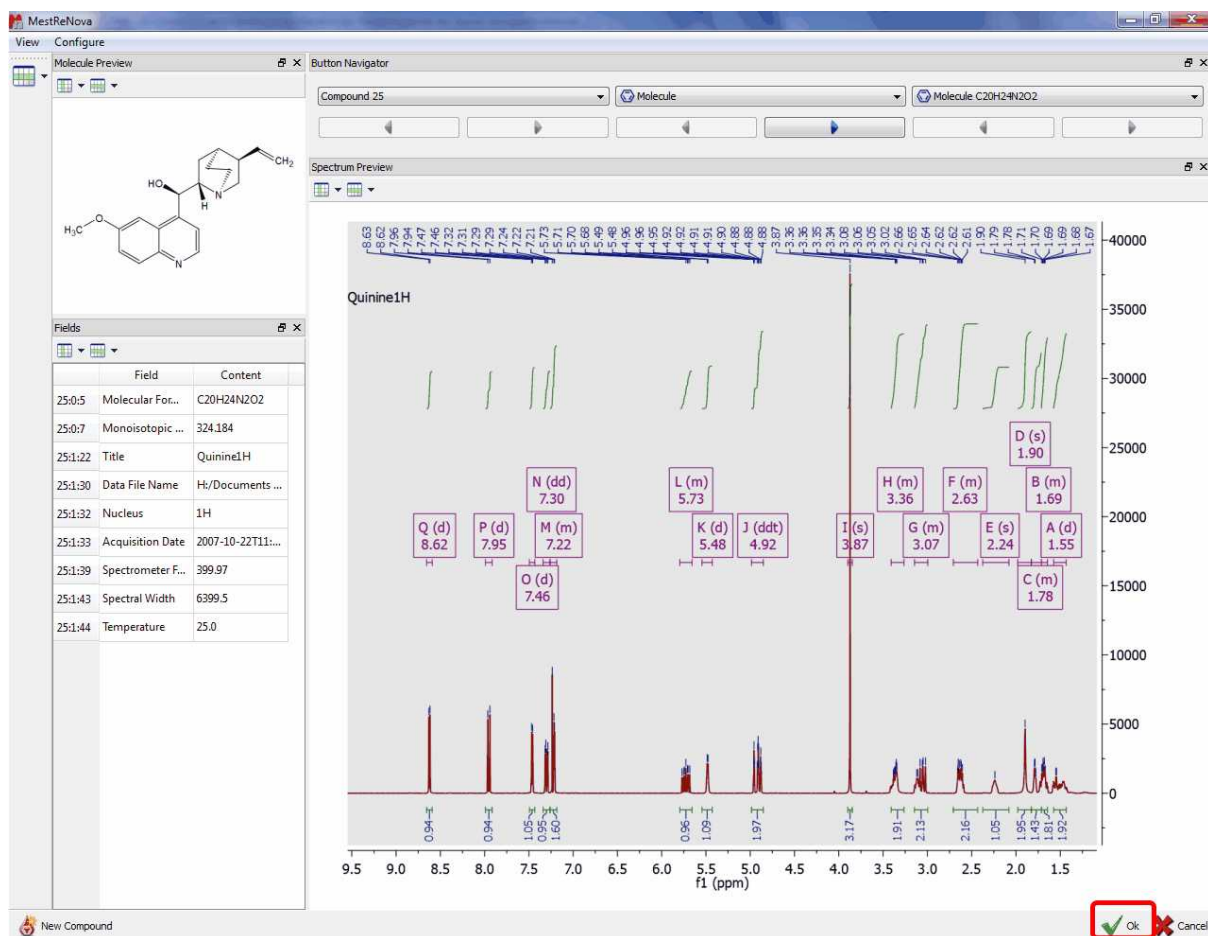 MestReNova
View Configure
Molecule Preview
Button Navigator
Compound 25
Molecule
Molecule C20H24N2O2
CH2
HO
N
H
O
H3C
N
Spectrum Preview
8.63 8.62 7.96 7.94 7.47 7.46 7.32 7.31 7.29 7.29 7.24 7.22 7.21 5.73 5.71 5.70 5.68 5.49 5.48 4.96 4.96 4.95 4.92 4.92 4.91 4.91 4.90 4.88 4.88 4.88 3.87 3.36 3.36 3.35 3.34 3.08 3.06 3.05 3.02 2.66 2.65 2.64 2.62 2.62 2.61 1.90 1.79 1.78 1.71 1.70 1.69 1.69 1.68 1.67
Quinine1H
40000
35000
30000
25000
20000
15000
10000
5000
0
D (s)
1.90
N (dd)
7.30
L (m)
5.73
H (m)
3.36
F (m)
2.63
B (m)
1.69
Q (d)
8.62
P (d)
7.95
M (m)
7.22
K (d)
5.48
J (ddt)
4.92
I (s)
3.87
G (m)
3.07
E (s)
2.24
A (d)
1.55
O (d)
7.46
C (m)
1.78
0.94 0.94 1.05 0.95 1.60 0.96 1.09 1.97 3.17 1.91 2.13 2.16 1.05 1.95 1.43 1.81 1.92
9.5 9.0 8.5 8.0 7.5 7.0 6.5 6.0 5.5 5.0 4.5 4.0 3.5 3.0 2.5 2.0 1.5
f1 (ppm)
Fields
Field Content
25:0:5 Molecular For... C20H24N2O2
25:0:7 Monoisotopic ... 324.184
25:1:22 Title Quinine1H
25:1:30 Data File Name H:/Documents ...
25:1:32 Nucleus 1H
25:1:33 Acquisition Date 2007-10-22T11:...
25:1:39 Spectrometer F... 399.97
25:1:43 Spectral Width 6399.5
25:1:44 Temperature 25.0
New Compound
Ok
Cancel